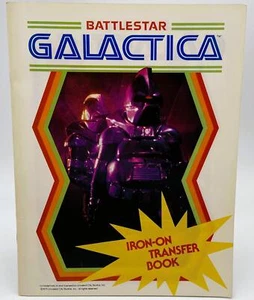 BATTLESTAR
GALACTICA
IRON-ON
TRANSFER
BOOK